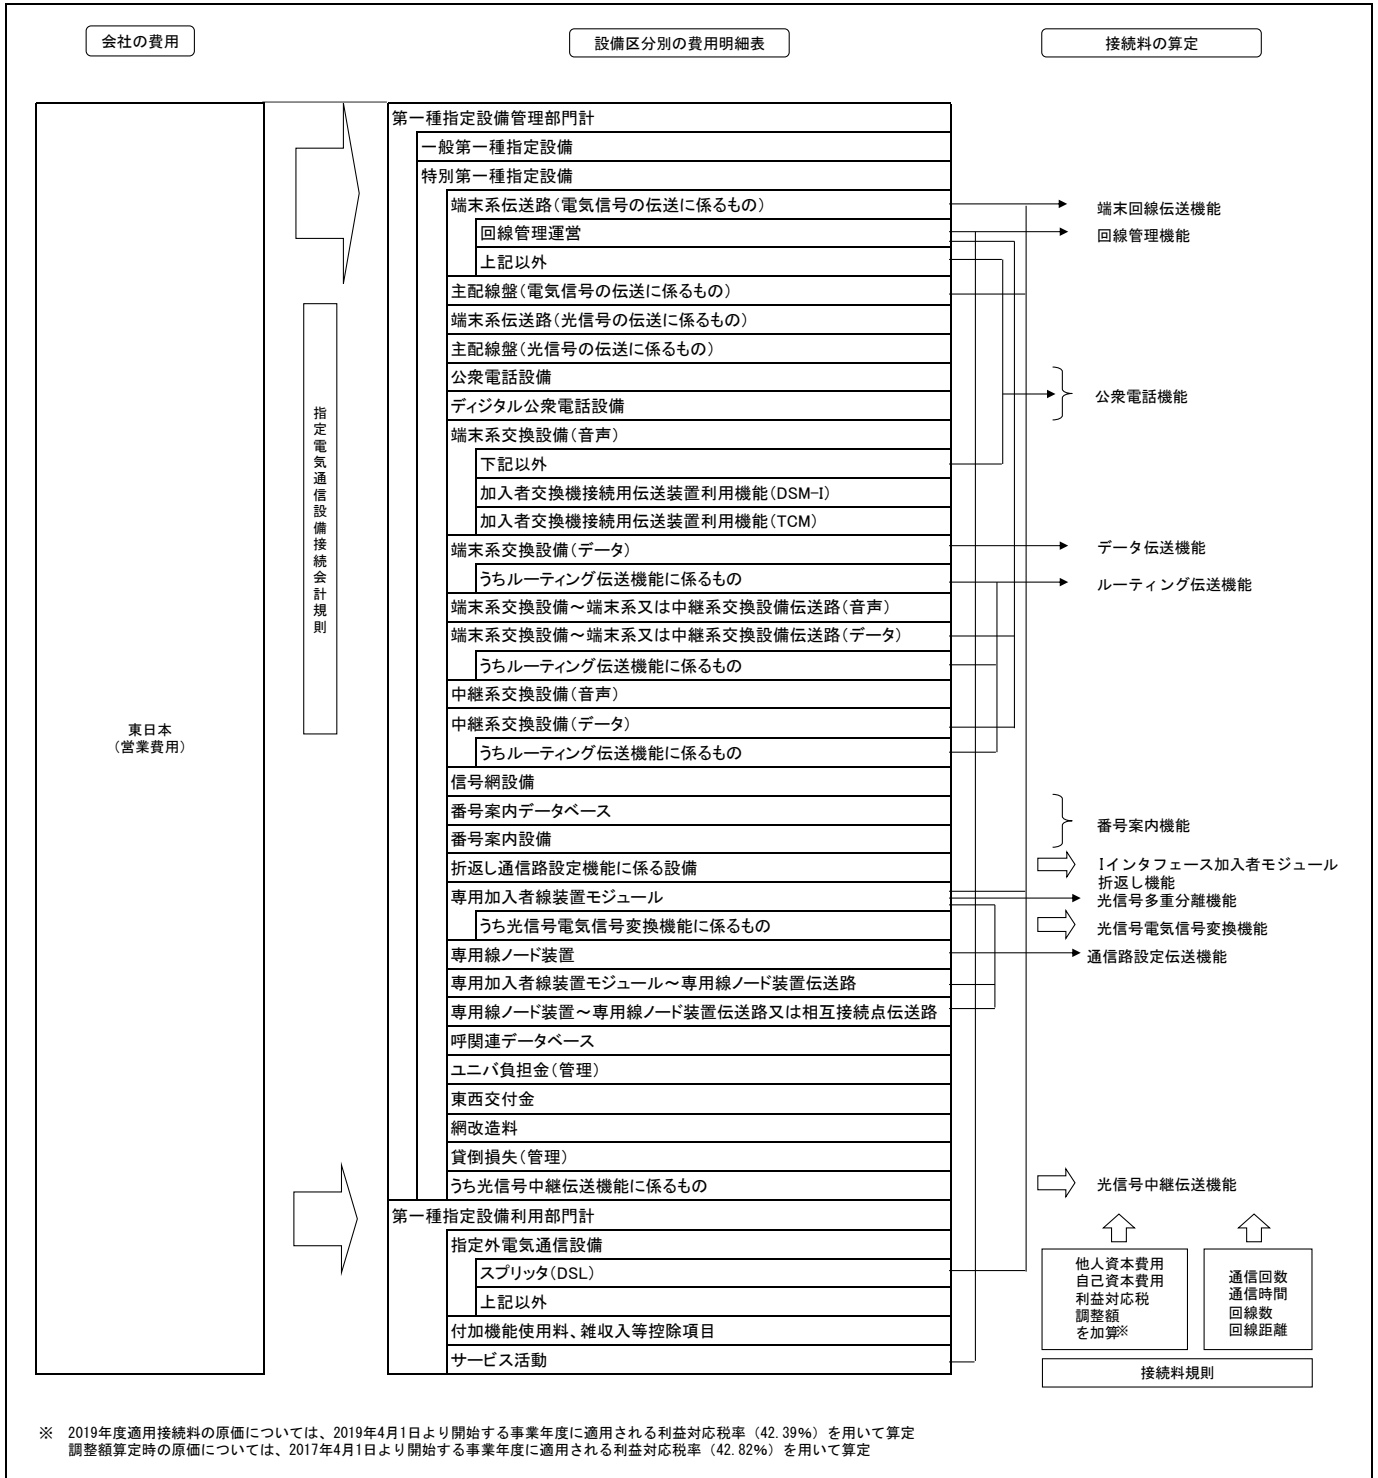 会社の費用
設備区分別の費用明細表
接続料の算定
東日本
(営業費用)
指定電気通信設備接続会計規則
第一種指定設備管理部門計
一般第一種指定設備
特別第一種指定設備
端末系伝送路(電気信号の伝送に係るもの)
回線管理運営
上記以外
主配線盤(電気信号の伝送に係るもの)
端末系伝送路(光信号の伝送に係るもの)
主配線盤(光信号の伝送に係るもの)
公衆電話設備
ディジタル公衆電話設備
端末系交換設備(音声)
下記以外
加入者交換機接続用伝送装置利用機能(DSM-I)
加入者交換機接続用伝送装置利用機能(TCM)
端末系交換設備(データ)
うちルーティング伝送機能に係るもの
端末系交換設備～端末系又は中継系交換設備伝送路(音声)
端末系交換設備～端末系又は中継系交換設備伝送路(データ)
うちルーティング伝送機能に係るもの
中継系交換設備(音声)
中継系交換設備(データ)
うちルーティング伝送機能に係るもの
信号網設備
番号案内データベース
番号案内設備
折返し通信路設定機能に係る設備
専用加入者線装置モジュール
うち光信号電気信号変換機能に係るもの
専用線ノード装置
専用加入者線装置モジュール～専用線ノード装置伝送路
専用線ノード装置～専用線ノード装置伝送路又は相互接続点伝送路
呼関連データベース
ユニバ負担金(管理)
東西交付金
網改造料
貸倒損失(管理)
うち光信号中継伝送機能に係るもの
第一種指定設備利用部門計
指定外電気通信設備
スプリッタ(DSL)
上記以外
付加機能使用料、雑収入等控除項目
サービス活動
端末回線伝送機能
回線管理機能
公衆電話機能
データ伝送機能
ルーティング伝送機能
番号案内機能
Iインタフェース加入者モジュール
折返し機能
光信号多重分離機能
光信号電気信号変換機能
通信路設定伝送機能
光信号中継伝送機能
他人資本費用
自己資本費用
利益対応税
調整額
を加算※
通信回数
通信時間
回線数
回線距離
接続料規則
※ 2019年度適用接続料の原価については、2019年4月1日より開始する事業年度に適用される利益対応税率（42.39%）を用いて算定
調整額算定時の原価については、2017年4月1日より開始する事業年度に適用される利益対応税率（42.82%）を用いて算定